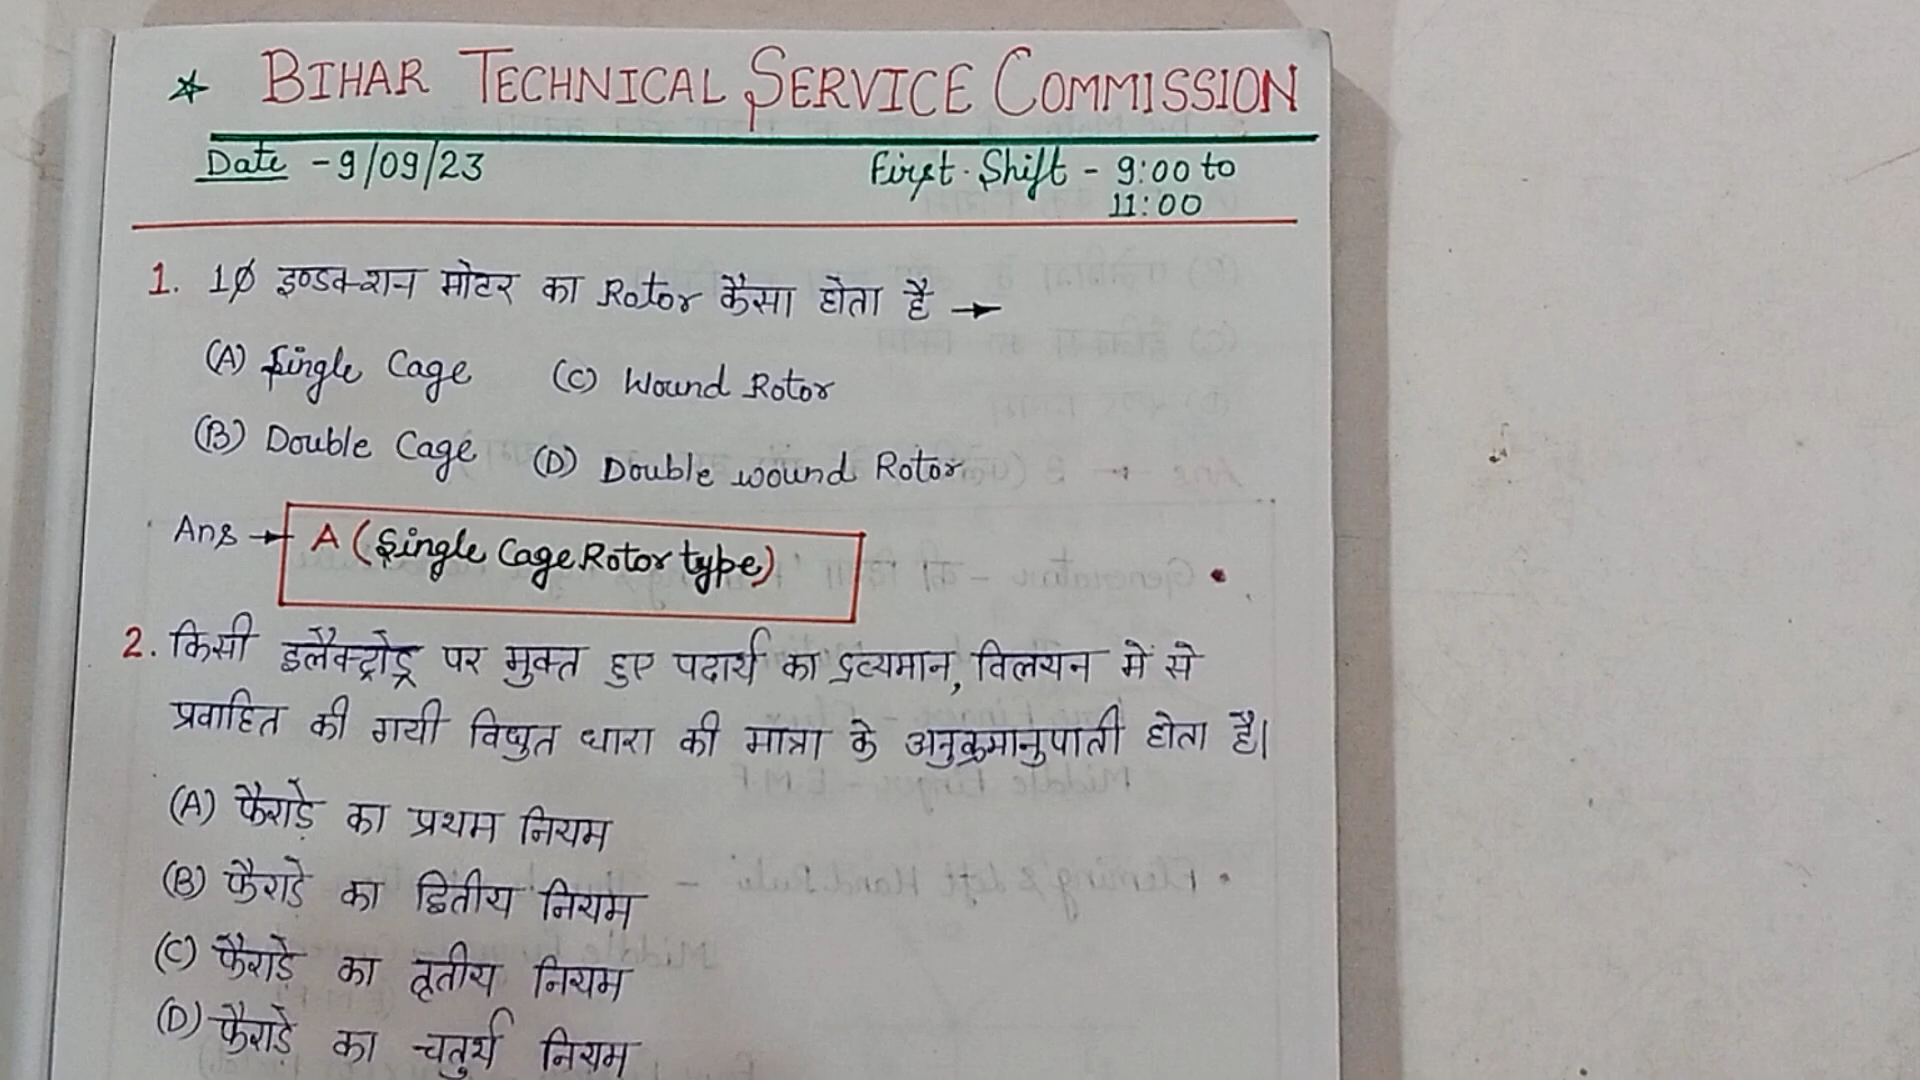 ★ BIHAR TECHNICAL SERVICE COMMISSION
Date - 9/09/23 First Shift - 9:00 to
11:00
1. 1ϕ इण्डक्शन मोटर का Rotor कैसा होता है →
(A) Single Cage (C) Wound Rotor
(B) Double Cage (D) Double wound Rotor
Ans → A (Single Cage Rotor type)
2. किसी इलैक्ट्रोड्र पर मुक्त हुए पदार्थ का द्रव्यमान, विलयन में से
प्रवाहित की गयी विधुत धारा की मात्रा के अनुक्रमानुपाती होता है।
(A) फैराड़े का प्रथम नियम
(B) फैराड़े का द्वितीय नियम
(C) फैराड़े का तृतीय नियम
(D) फैराड़े का चतुर्थ नियम